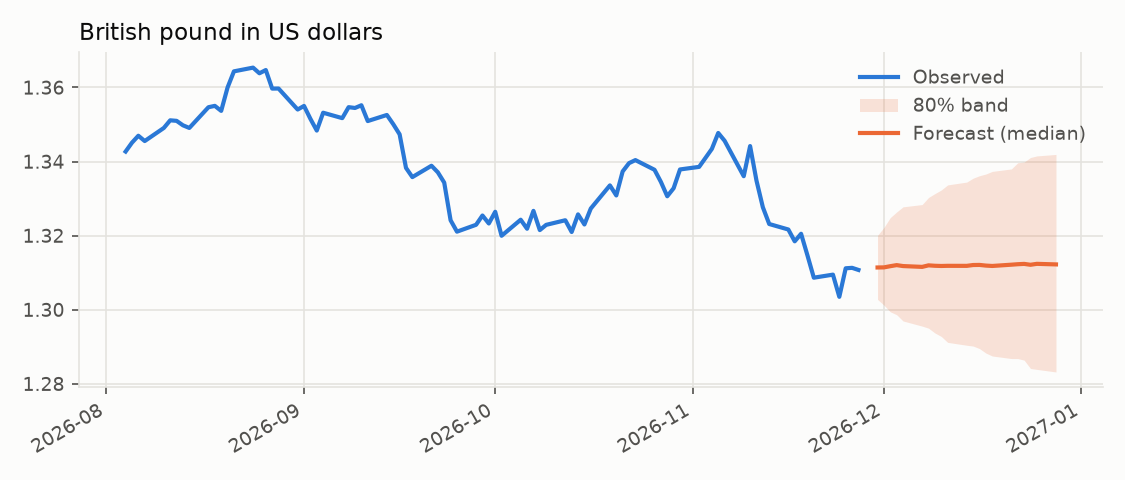 British pound in US dollars
Observed
80% band
Forecast (median)
1.36
1.34
1.32
1.30
1.28
2026-08
2026-09
2026-10
2026-11
2026-12
2027-01